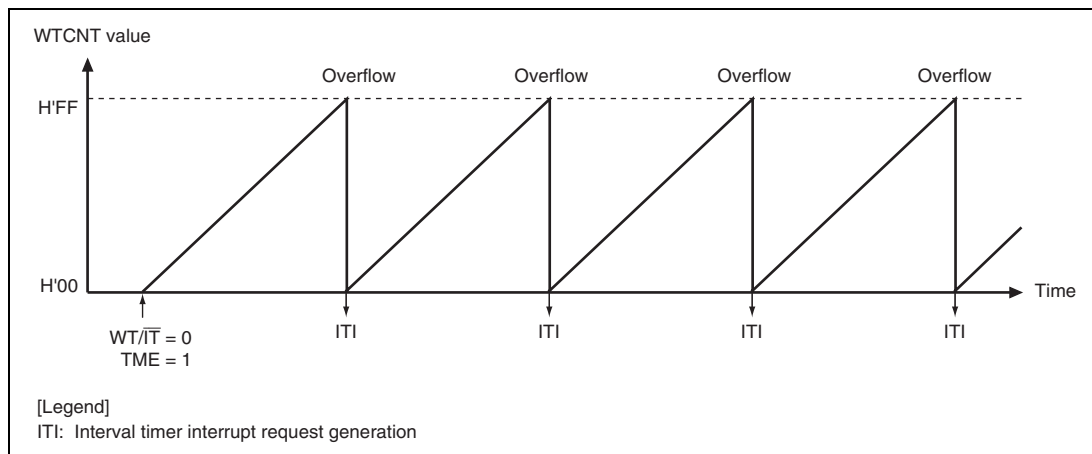 WTCNT value
Overflow Overflow Overflow Overflow
H'FF
H'00
Time
WT/I̅T̅ = 0
TME = 1
ITI ITI ITI ITI
[Legend]
ITI: Interval timer interrupt request generation